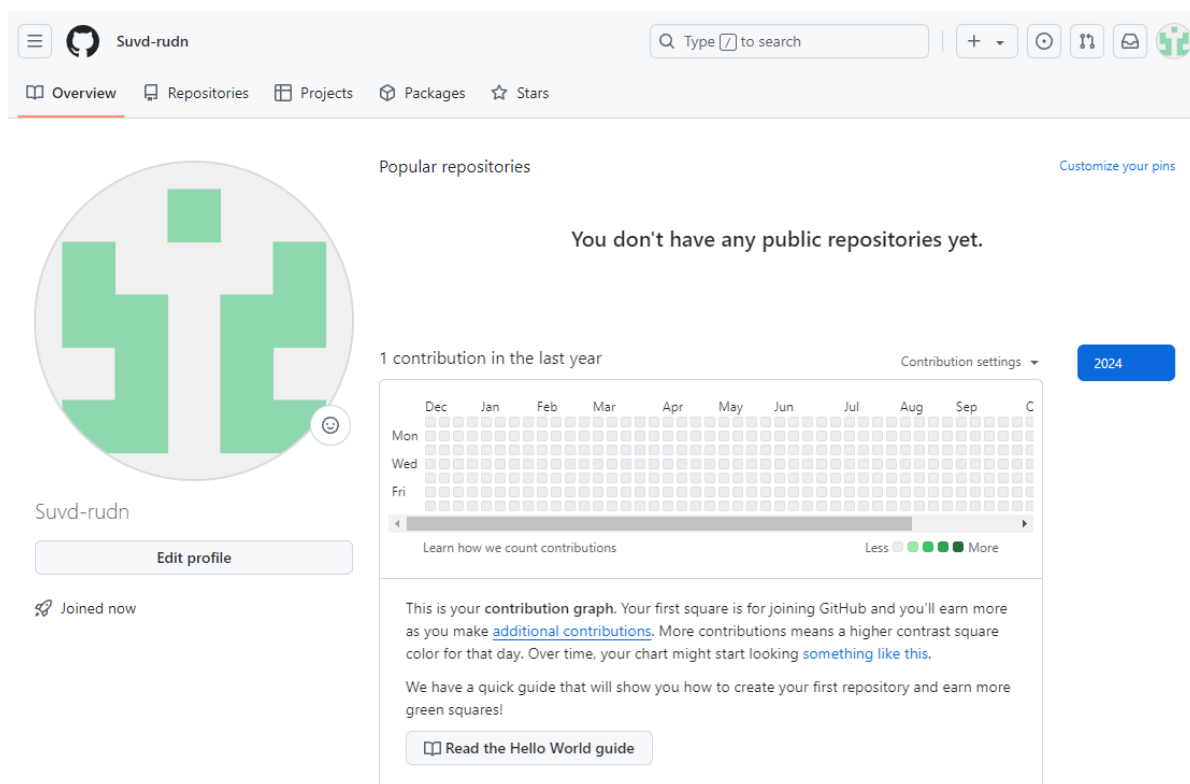 Suvd-rudn
Type / to search
Overview Repositories Projects Packages Stars
Popular repositories
Customize your pins
You don't have any public repositories yet.
1 contribution in the last year
Contribution settings
2024
Dec Jan Feb Mar Apr May Jun Jul Aug Sep
Mon
Wed
Fri
Learn how we count contributions
Less More
Suvd-rudn
Edit profile
Joined now
This is your contribution graph. Your first square is for joining GitHub and you'll earn more
as you make additional contributions. More contributions means a higher contrast square
color for that day. Over time, your chart might start looking something like this.
We have a quick guide that will show you how to create your first repository and earn more
green squares!
Read the Hello World guide